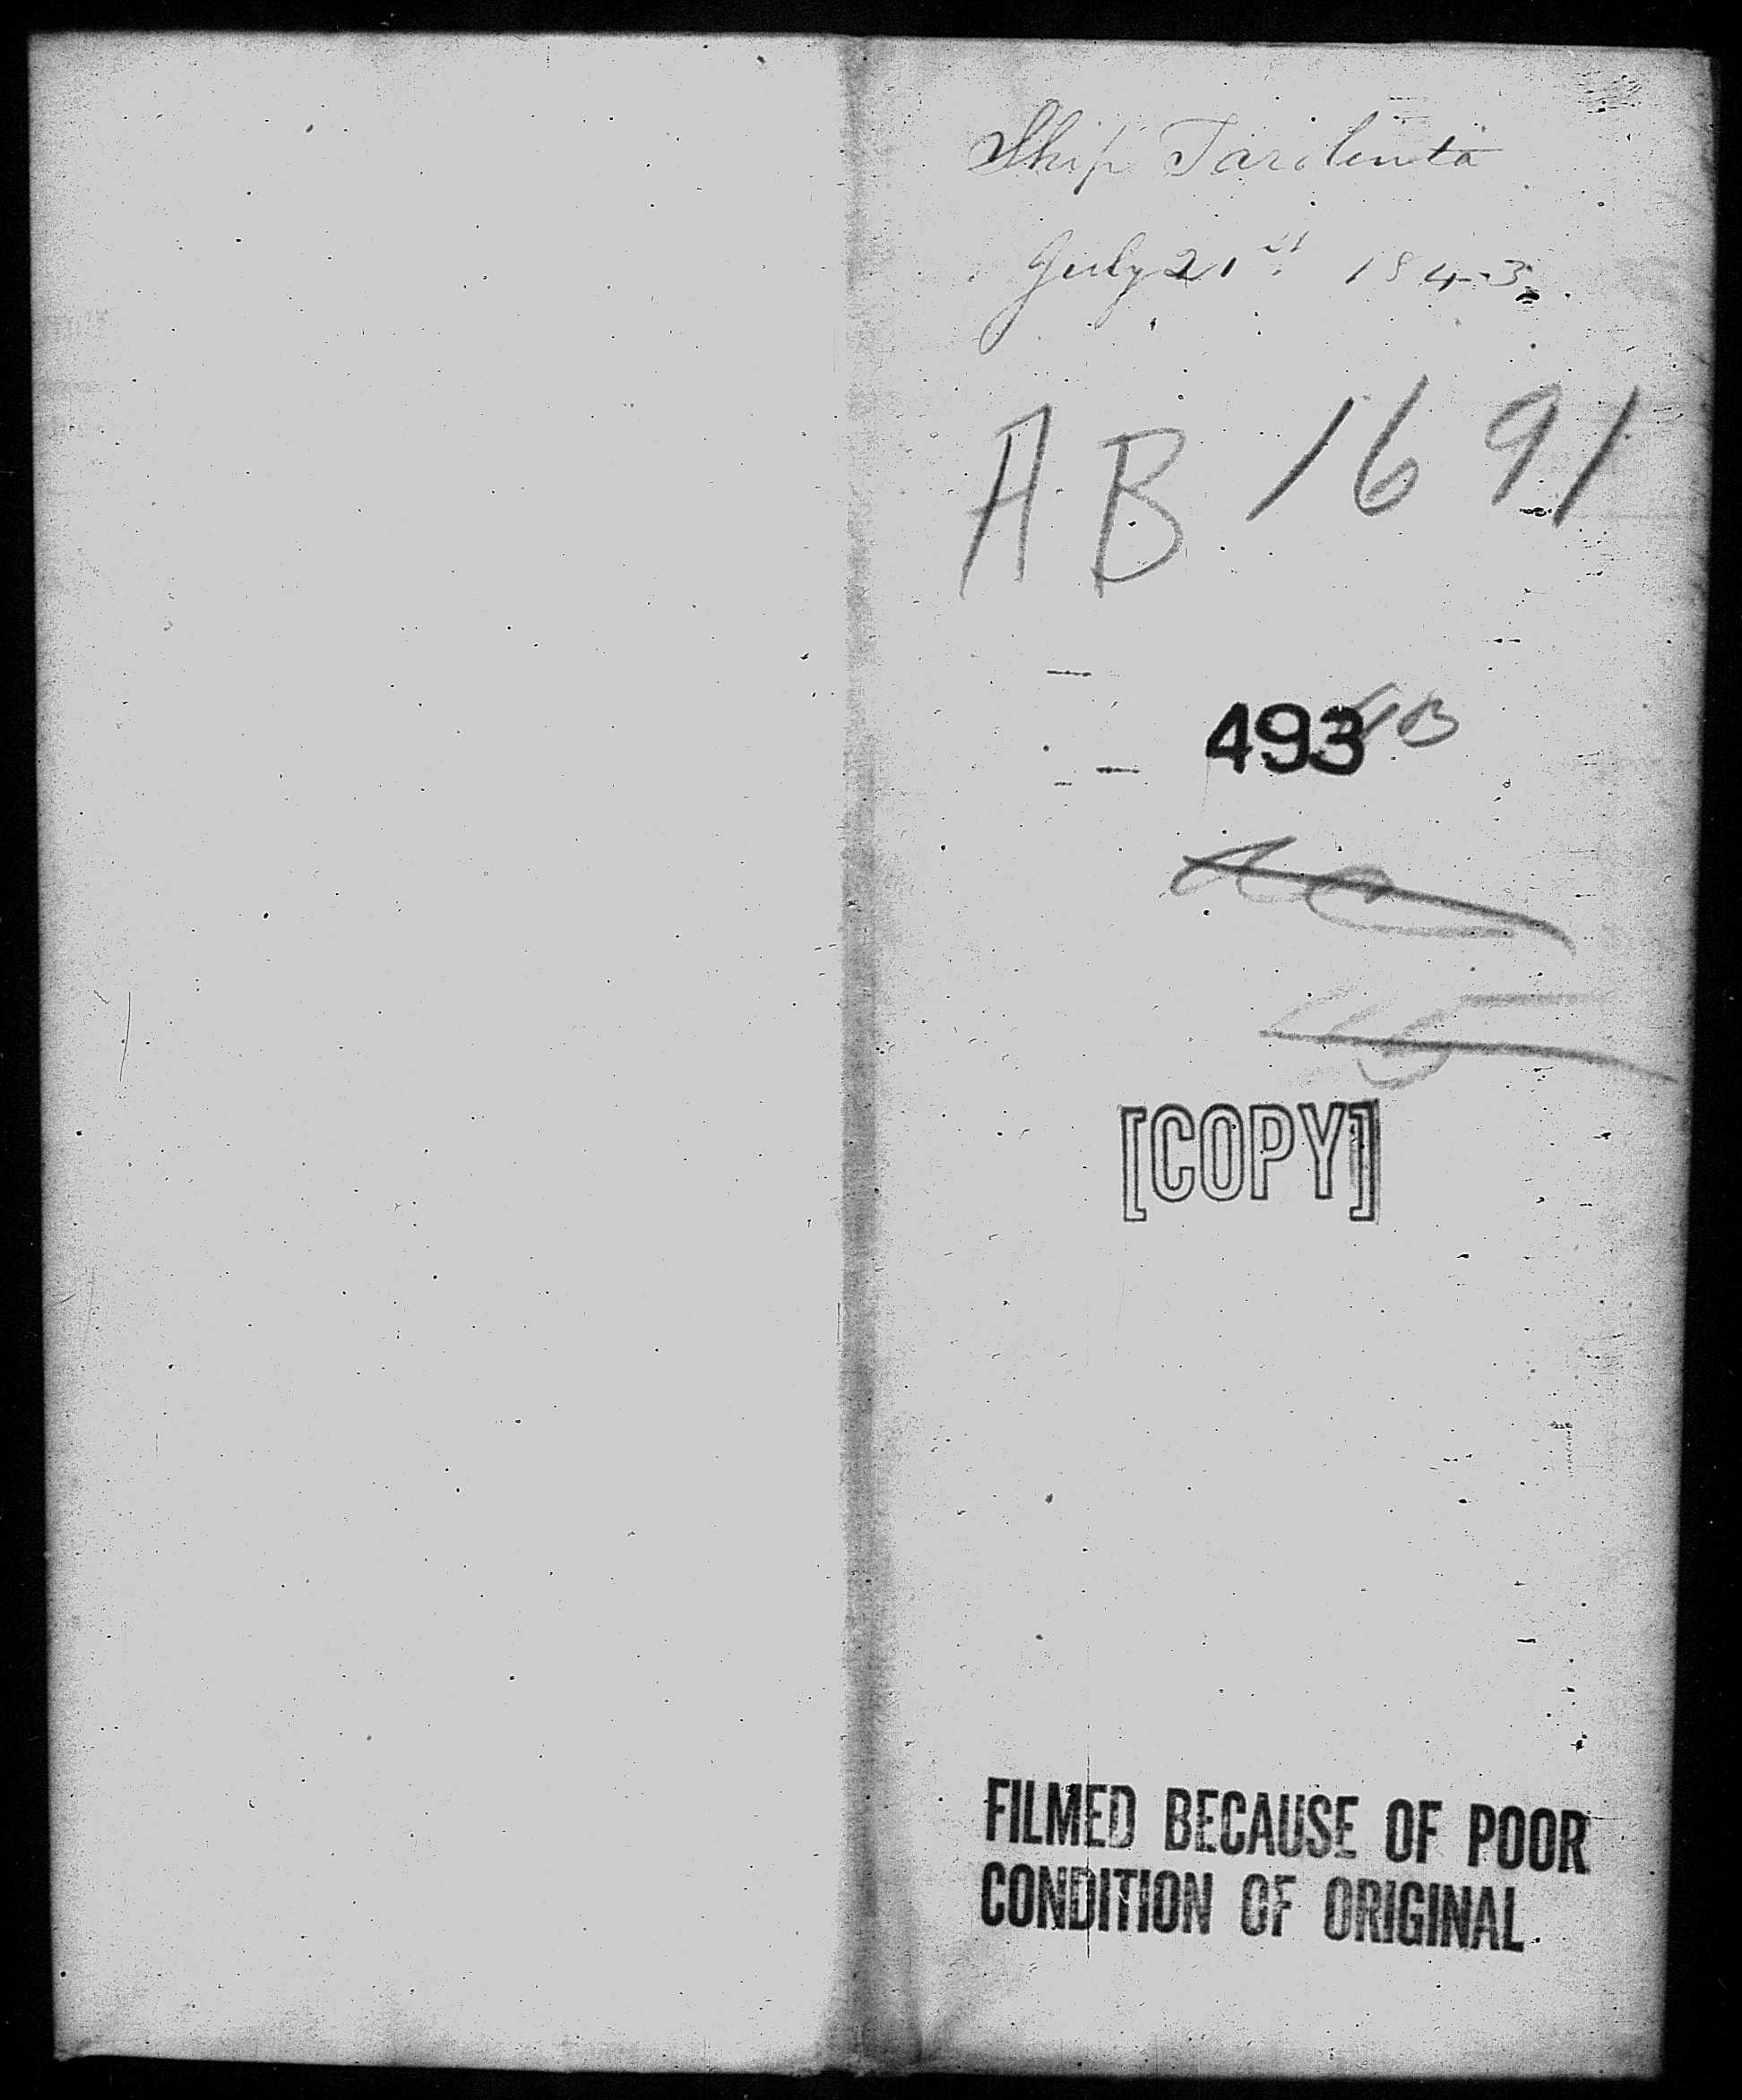 Ship Tarolinta
July 21st 1843
AB 1691
493
[COPY]
FILMED BECAUSE OF POOR
CONDITION OF ORIGINAL